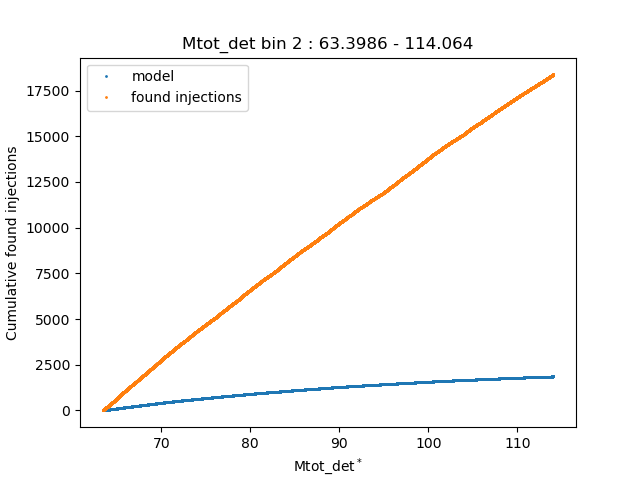 Mtot_det bin 2 : 63.3986 - 114.064
model
found injections
Cumulative found injections
17500
15000
12500
10000
7500
5000
2500
0
70 80 90 100 110
Mtot_det*